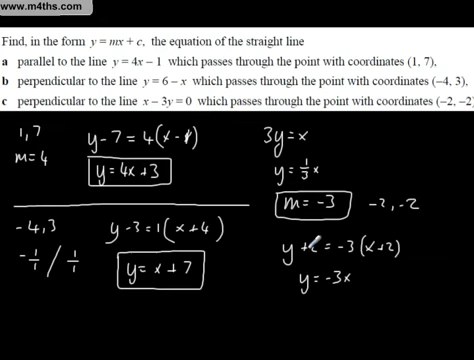 www.m4ths.com
Find, in the form y = mx + c, the equation of the straight line
a parallel to the line y = 4x − 1 which passes through the point with coordinates (1, 7),
b perpendicular to the line y = 6 − x which passes through the point with coordinates (−4, 3),
c perpendicular to the line x − 3y = 0 which passes through the point with coordinates (−2, −2)
1, 7
m = 4
y − 7 = 4(x − 1)
y = 4x + 3
−4, 3
−1/1 / 1/1
y − 3 = 1(x + 4)
y = x + 7
3y = x
y = 1/3 x
m = −3
−2, −2
y + 2 = −3(x + 2)
y = −3x